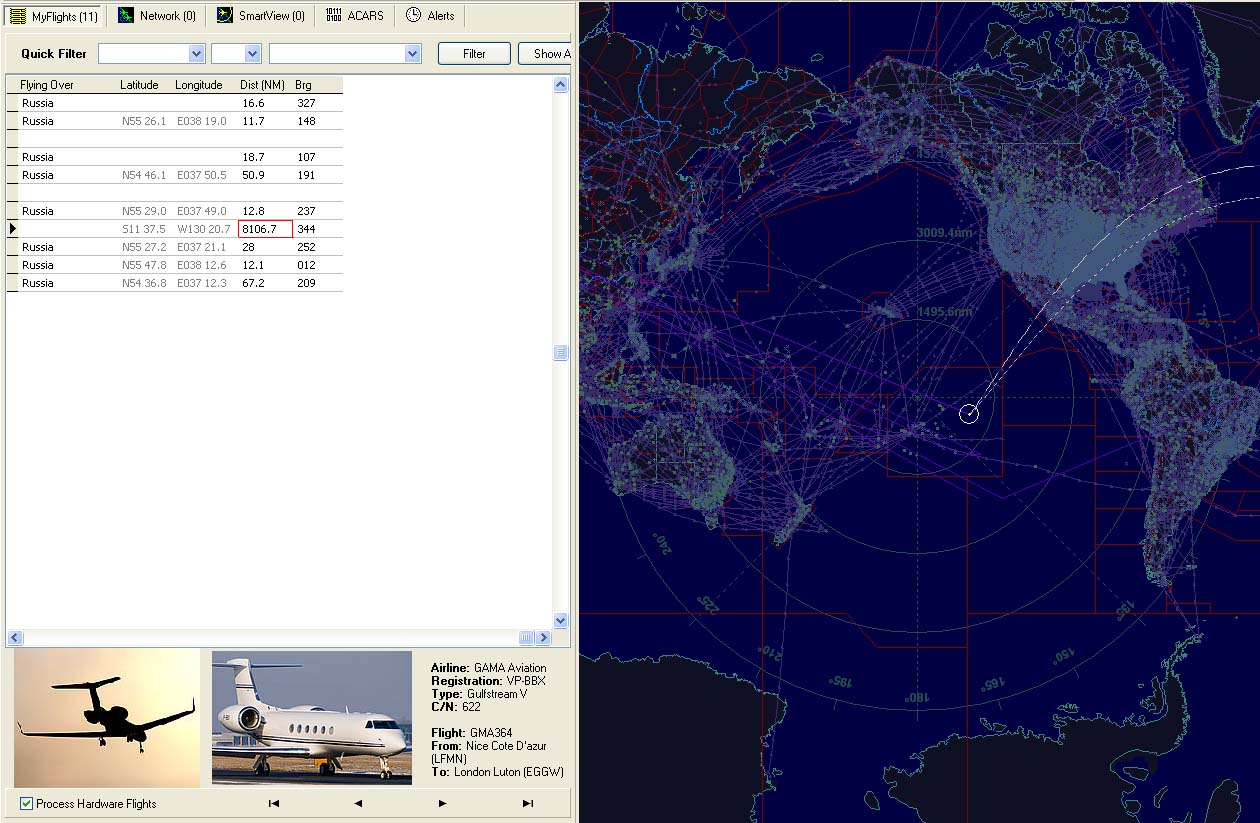 MyFlights (11) Network (0) SmartView (0) ACARS Alerts
Quick Filter Filter Show A
Flying Over Latitude Longitude Dist (NM) Brg
Russia 16.6 327
Russia N55 26.1 E038 19.0 11.7 148
Russia 18.7 107
Russia N54 46.1 E037 50.5 50.9 191
Russia N55 29.0 E037 49.0 12.8 237
S11 37.5 W130 20.7 8106.7 344
Russia N55 27.2 E037 21.1 28 252
Russia N55 47.8 E038 12.6 12.1 012
Russia N54 36.8 E037 12.3 67.2 209
3009.4nm
1495.6nm
75°
240°
225°
210°
195°
180°
165°
150°
135°
Airline: GAMA Aviation
Registration: VP-BBX
Type: Gulfstream V
C/N: 622
Flight: GMA364
From: Nice Cote D'azur
(LFMN)
To: London Luton (EGGW)
Process Hardware Flights